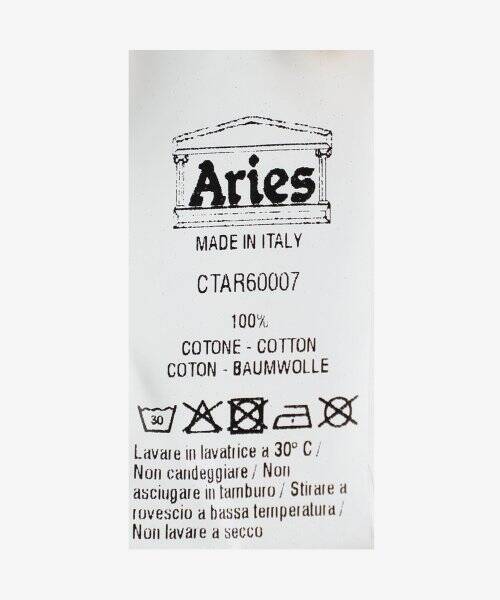 Aries
MADE IN ITALY
CTAR60007
100%
COTONE - COTTON
COTON - BAUMWOLLE
30
Lavare in lavatrice a 30° C /
Non candeggiare / Non
asciugare in tamburo / Stirare a
rovescio a bassa temperatura /
Non lavare a secco